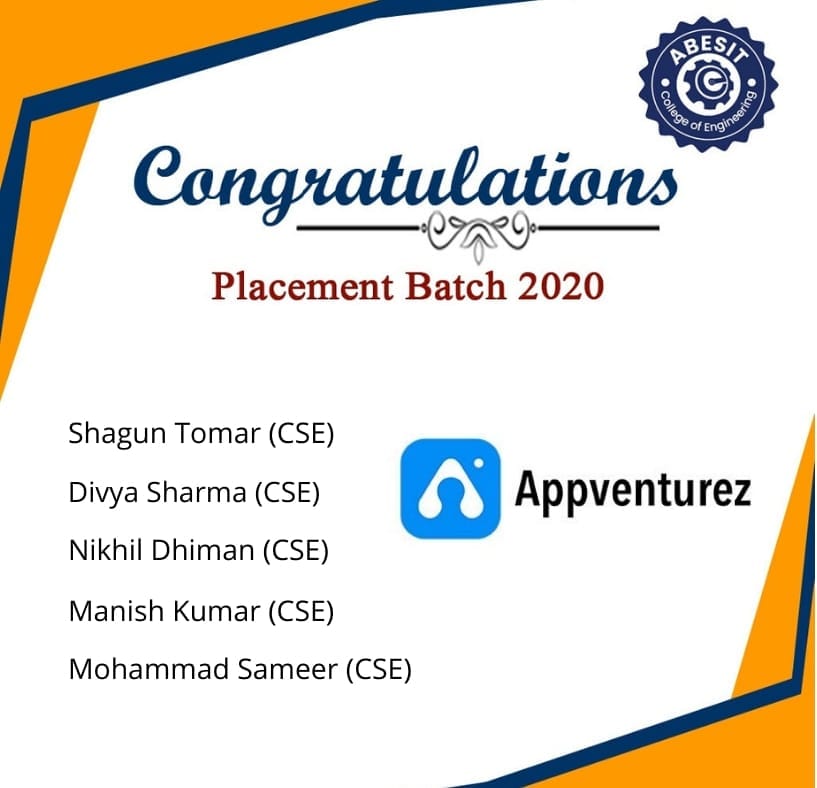 ABESIT
College of Engineering
Congratulations
Placement Batch 2020
Shagun Tomar (CSE)
Divya Sharma (CSE)
Nikhil Dhiman (CSE)
Manish Kumar (CSE)
Mohammad Sameer (CSE)
Appventurez